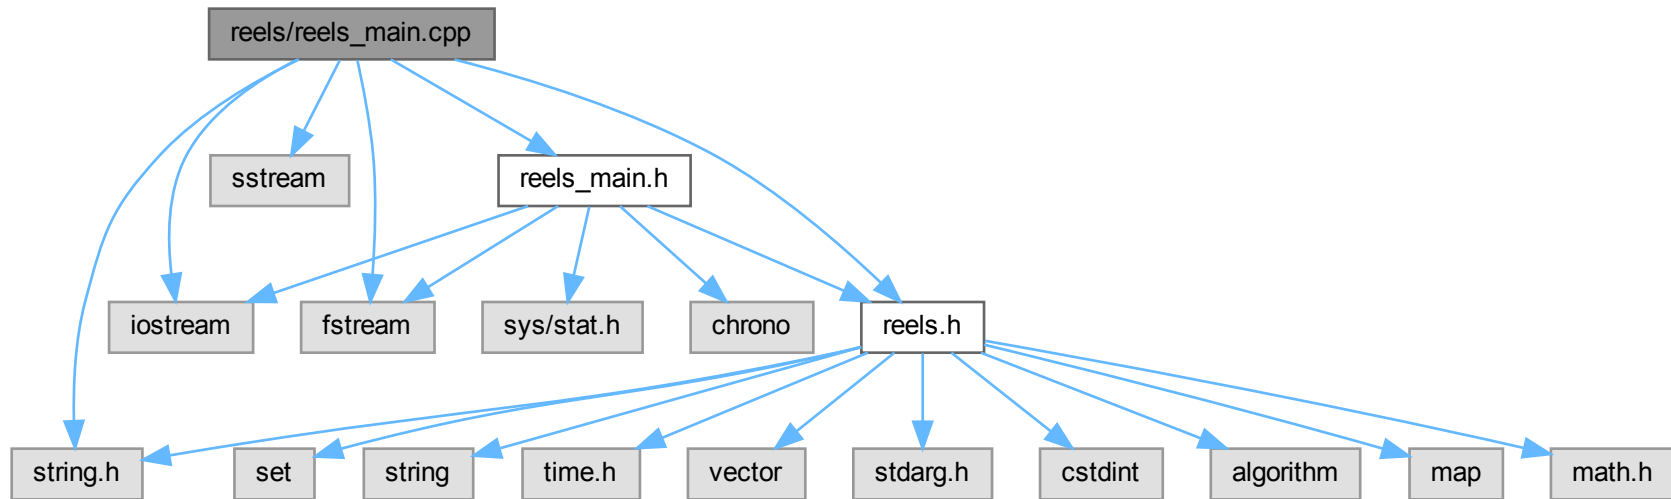 reels/reels_main.cpp
sstream
reels_main.h
iostream
fstream
sys/stat.h
chrono
reels.h
string.h
set
string
time.h
vector
stdarg.h
cstdint
algorithm
map
math.h